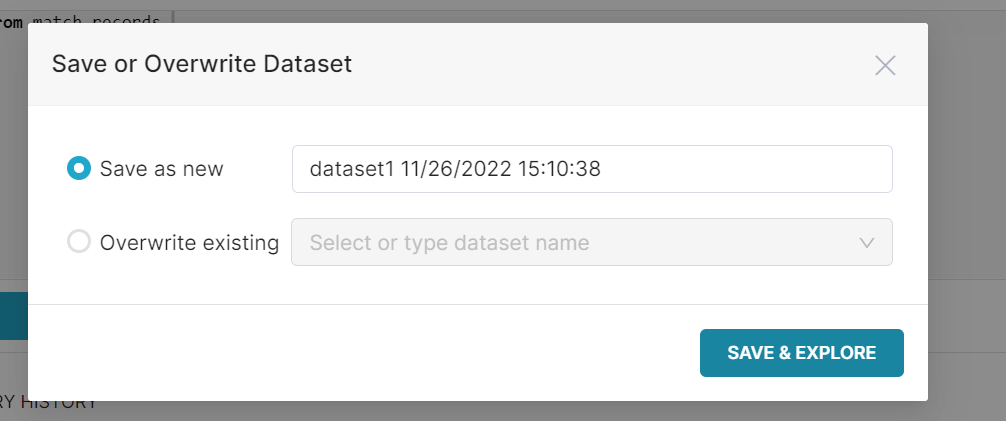 from match_records
Save or Overwrite Dataset
Save as new
dataset1 11/26/2022 15:10:38
Overwrite existing
Select or type dataset name
SAVE & EXPLORE
RY HISTORY